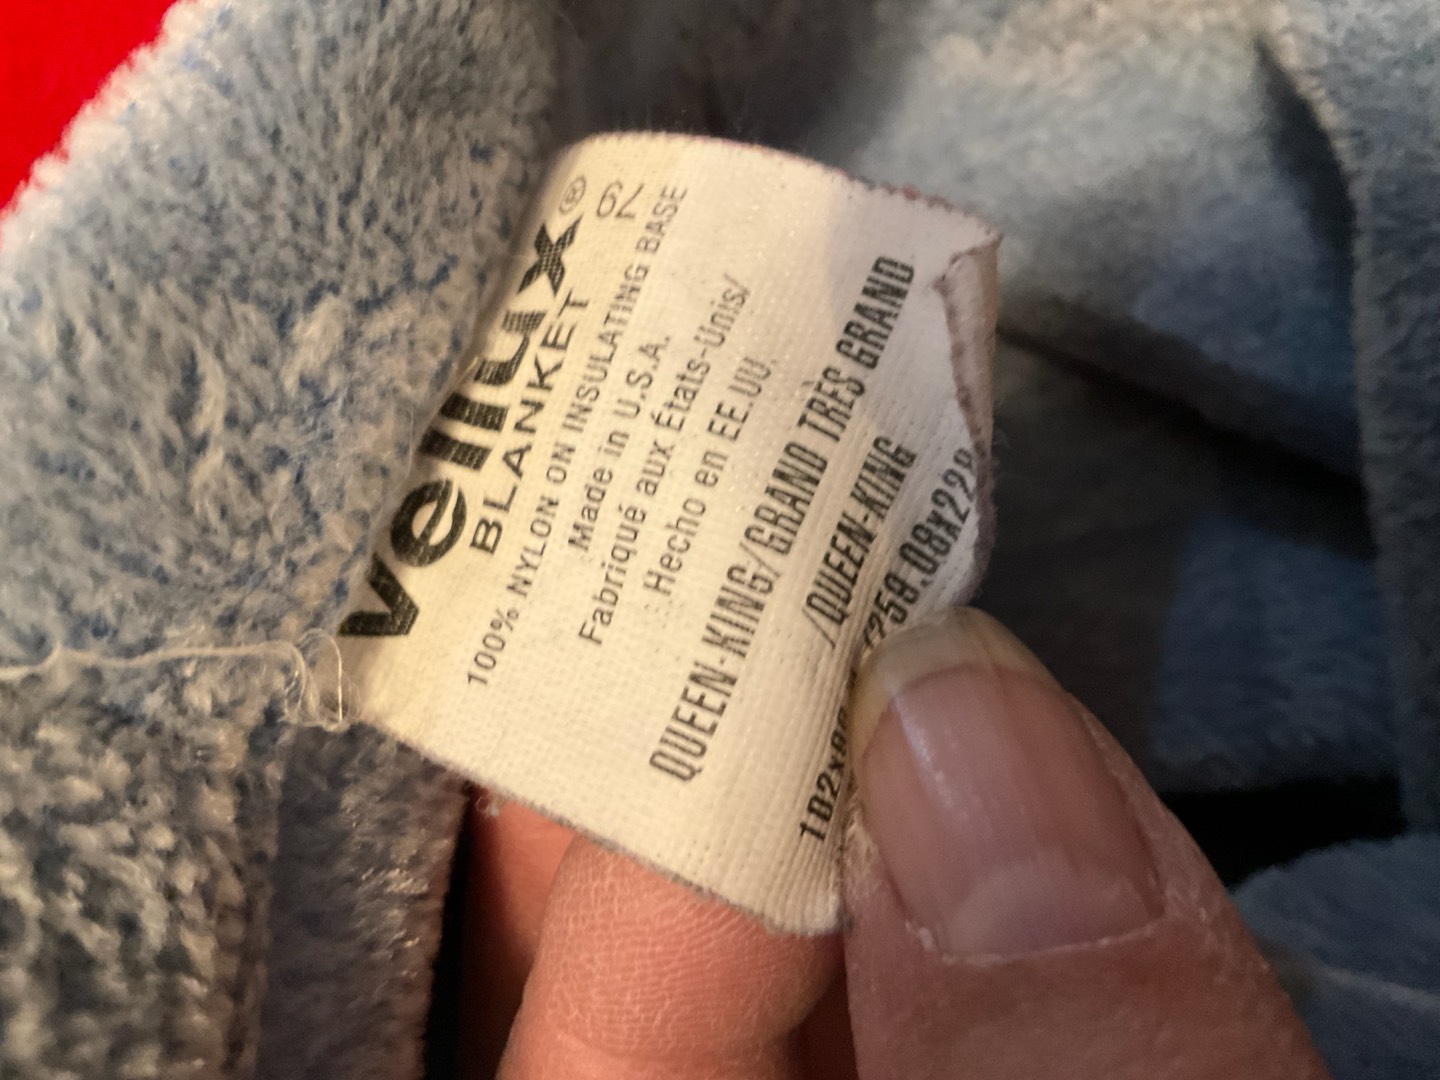 vellux®
BLANKET
79
100% NYLON ON INSULATING BASE
Made in U.S.A.
Fabriqué aux États-Unis/
Hecho en EE.UU.
QUEEN-KING/GRAND TRÈS GRAND
/QUEEN-KING